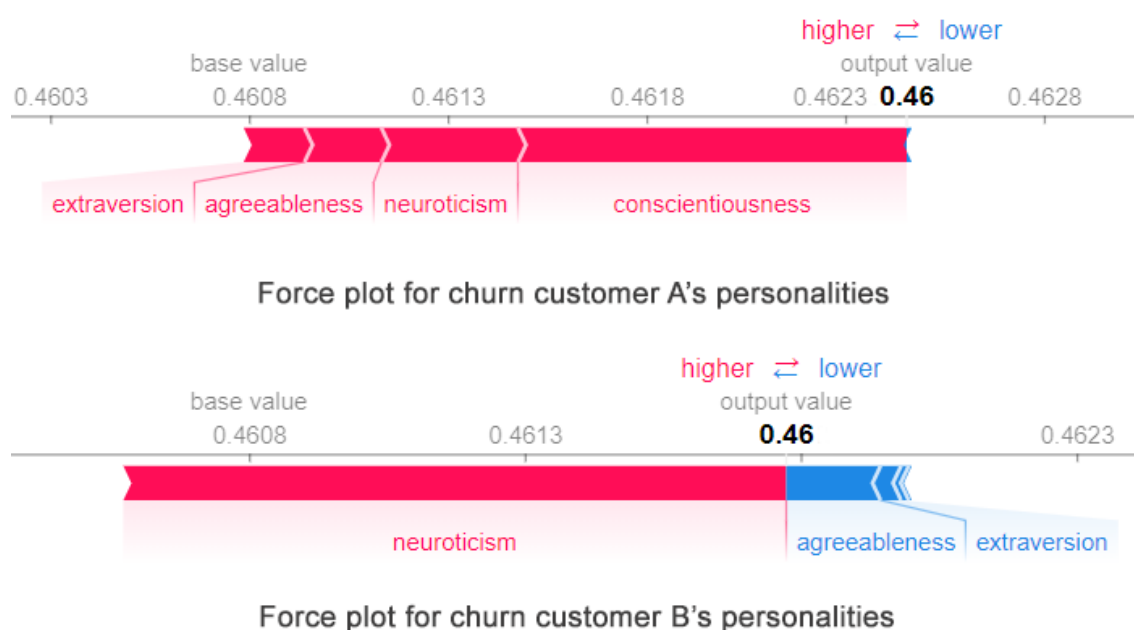 higher ⇄ lower
base value output value
0.4603 0.4608 0.4613 0.4618 0.4623 0.46 0.4628
extraversion agreeableness neuroticism conscientiousness
Force plot for churn customer A's personalities
higher ⇄ lower
base value output value
0.4608 0.4613 0.46 0.4623
neuroticism agreeableness extraversion
Force plot for churn customer B's personalities